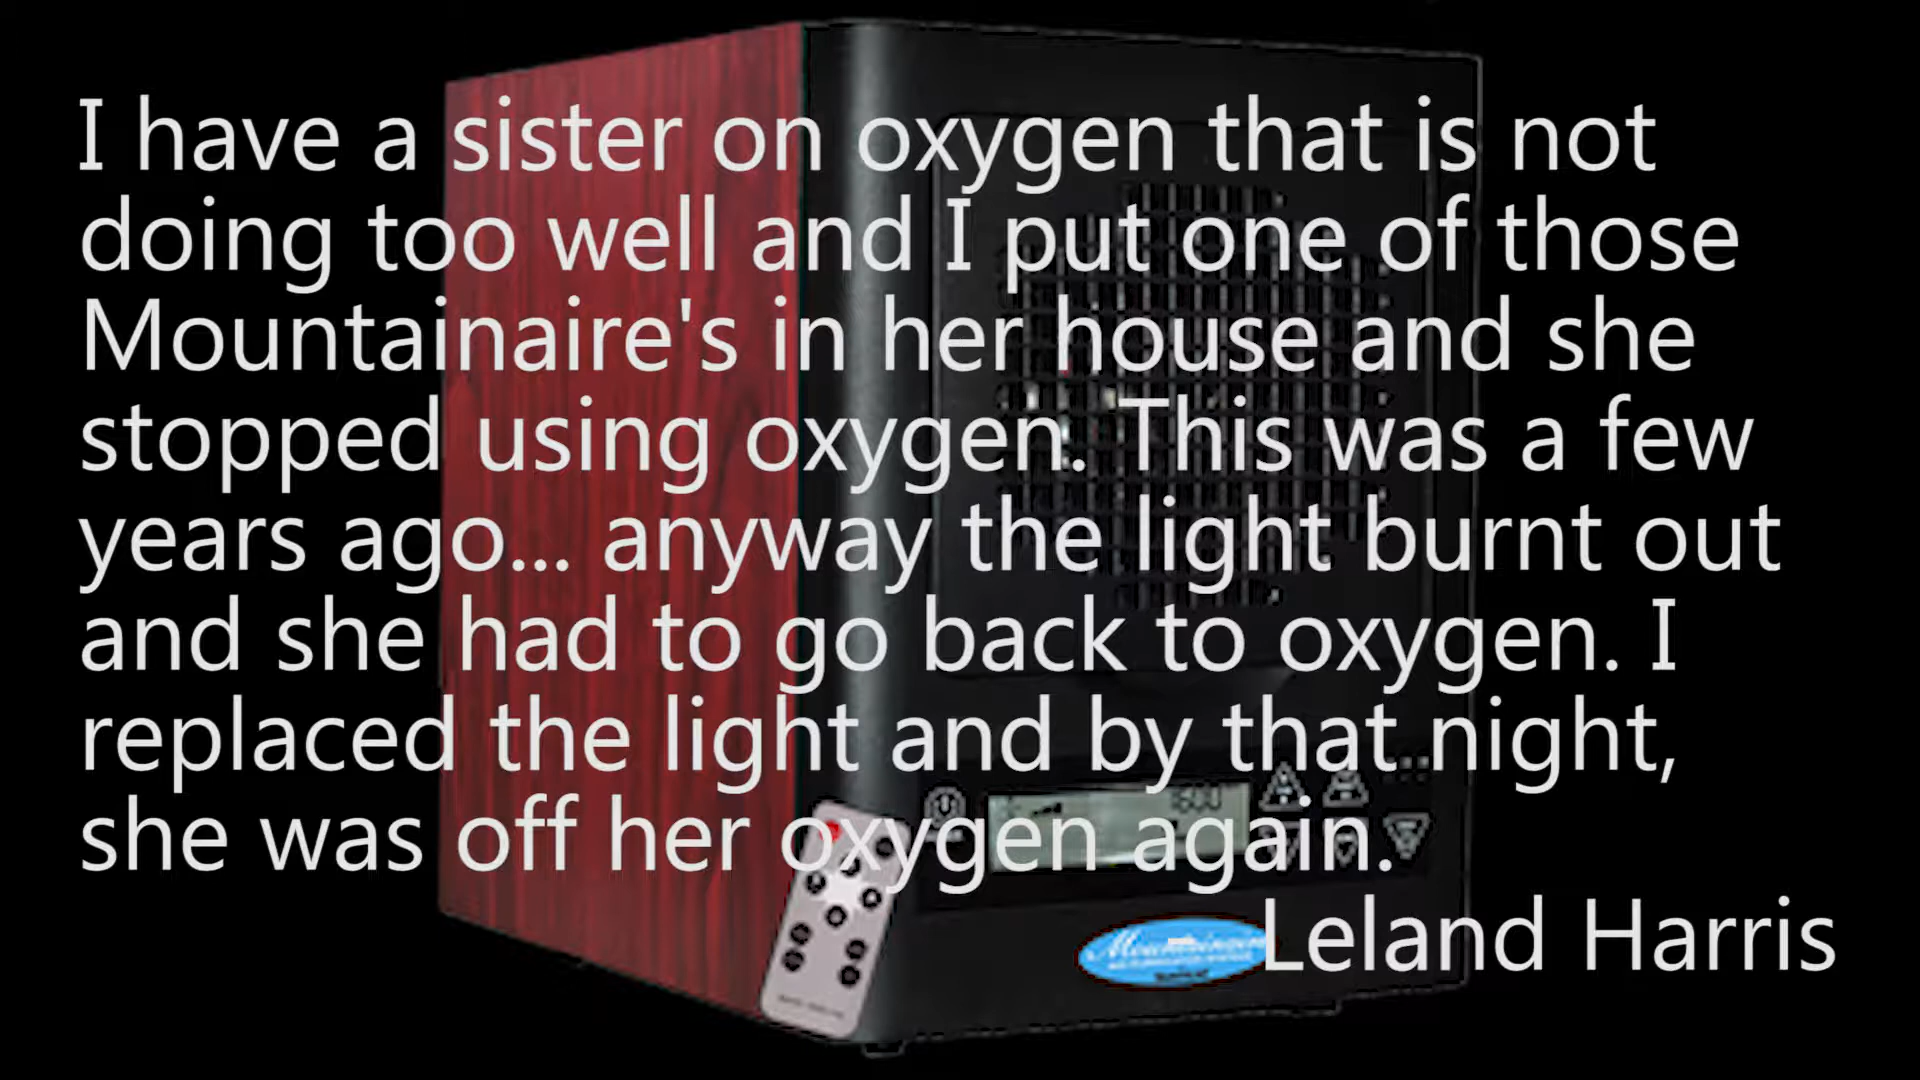 I have a sister on oxygen that is not
doing too well and I put one of those
Mountainaire's in her house and she
stopped using oxygen. This was a few
years ago... anyway the light burnt out
and she had to go back to oxygen. I
replaced the light and by that night,
she was off her oxygen again.
Leland Harris